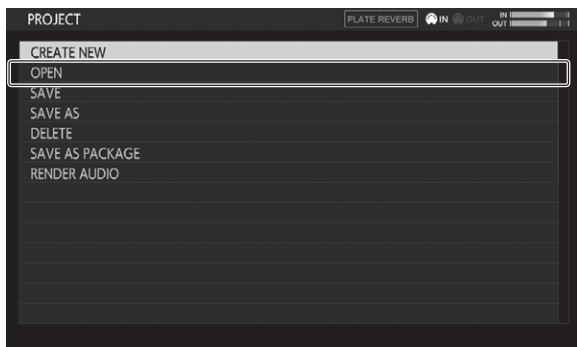 PROJECT PLATE REVERB IN OUT IN
OUT
CREATE NEW
OPEN
SAVE
SAVE AS
DELETE
SAVE AS PACKAGE
RENDER AUDIO